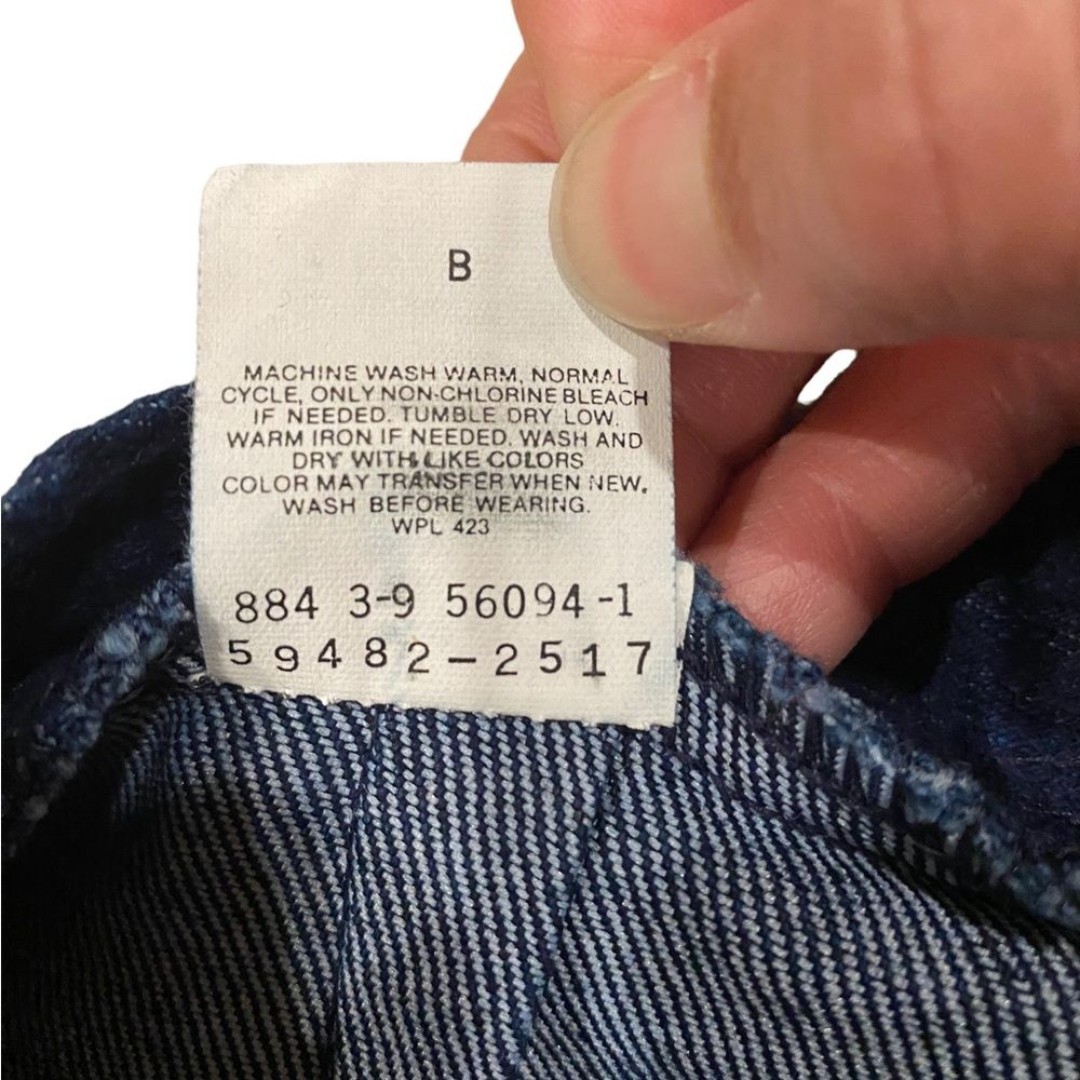 B
MACHINE WASH WARM, NORMAL
CYCLE, ONLY NON-CHLORINE BLEACH
IF NEEDED. TUMBLE DRY LOW.
WARM IRON IF NEEDED. WASH AND
DRY WITH LIKE COLORS
COLOR MAY TRANSFER WHEN NEW.
WASH BEFORE WEARING.
WPL 423
884 3-9 56094-1
59482-2517